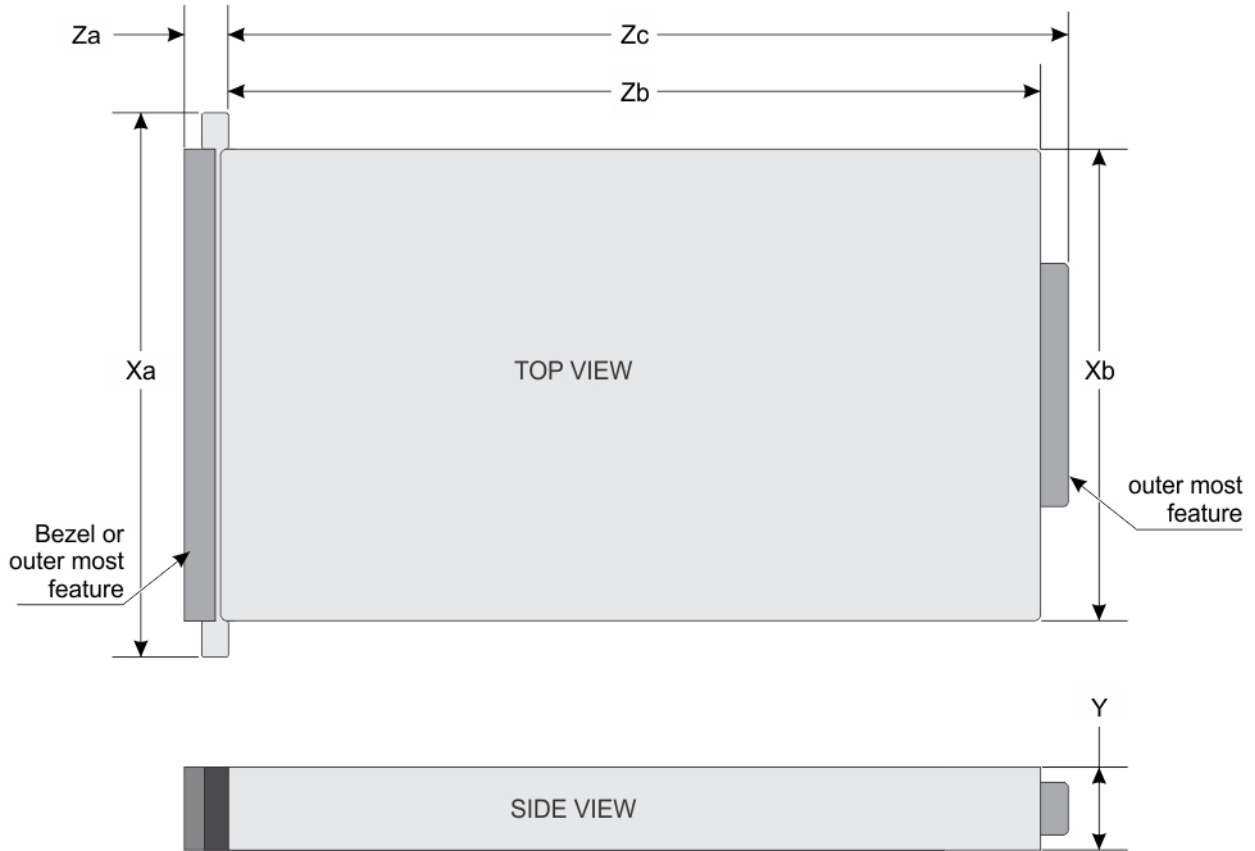 Za
Zc
Zb
Xa
TOP VIEW
Xb
outer most
feature
Bezel or
outer most
feature
Y
SIDE VIEW